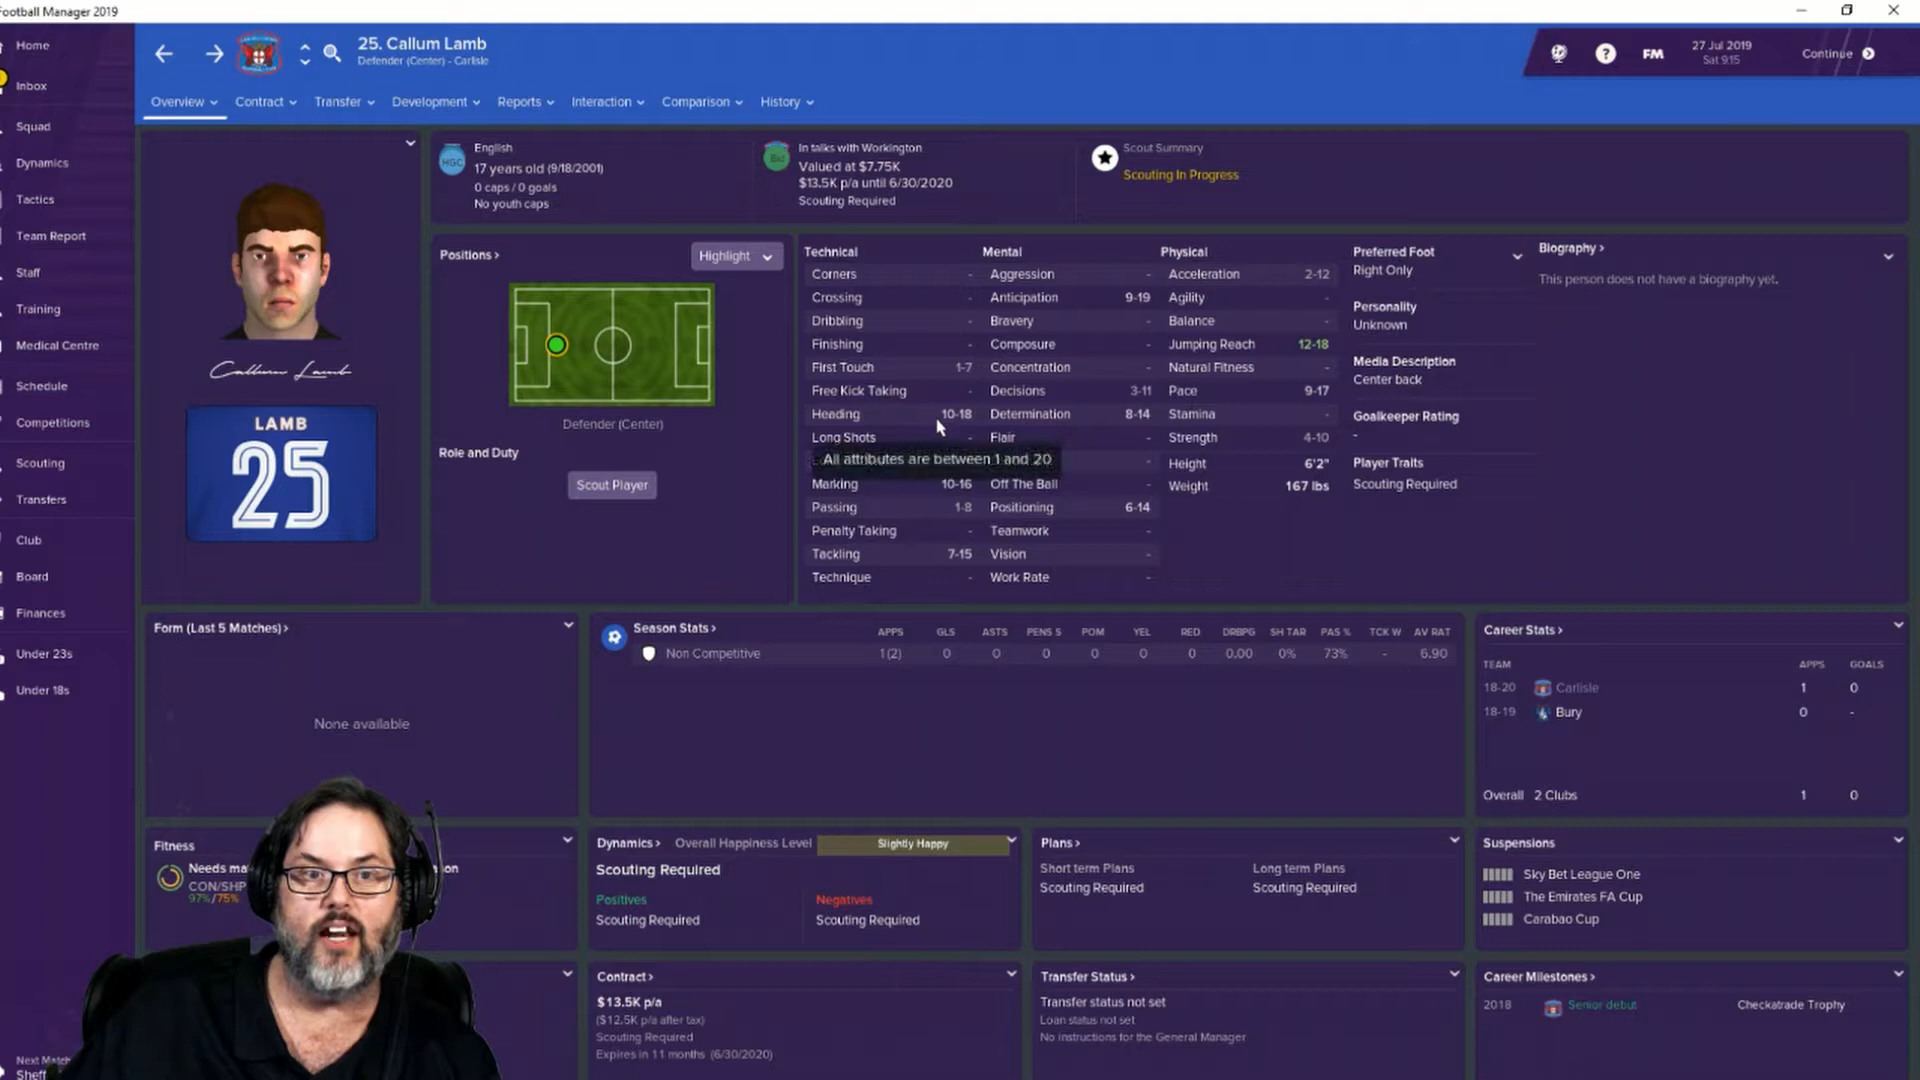 Football Manager 2019
25. Callum Lamb
Defender (Center) - Carlisle
FM
27 Jul 2019
Sat 9:15
Continue
Overview
Contract
Transfer
Development
Reports
Interaction
Comparison
History
Home
Inbox
Squad
Dynamics
Tactics
Team Report
Staff
Training
Medical Centre
Schedule
Competitions
Scouting
Transfers
Club
Board
Finances
Under 23s
Under 18s
Callum Lamb
LAMB
25
HGC
English
17 years old (9/18/2001)
0 caps / 0 goals
No youth caps
Bid
In talks with Workington
Valued at $7.75K
$13.5K p/a until 6/30/2020
Scouting Required
Scout Summary
Scouting In Progress
Positions >
Highlight
Defender (Center)
Role and Duty
Scout Player
Technical
Corners -
Crossing -
Dribbling -
Finishing -
First Touch 1-7
Free Kick Taking -
Heading 10-18
Long Shots -
All attributes are between 1 and 20
Marking 10-16
Passing 1-8
Penalty Taking -
Tackling 7-15
Technique -
Mental
Aggression -
Anticipation 9-19
Bravery -
Composure -
Concentration -
Decisions 3-11
Determination 8-14
Flair -
Off The Ball -
Positioning 6-14
Teamwork -
Vision -
Work Rate -
Physical
Acceleration 2-12
Agility -
Balance -
Jumping Reach 12-18
Natural Fitness -
Pace 9-17
Stamina -
Strength 4-10
Height 6'2"
Weight 167 lbs
Preferred Foot
Right Only
Personality
Unknown
Media Description
Center back
Goalkeeper Rating
-
Player Traits
Scouting Required
Biography >
This person does not have a biography yet.
Form (Last 5 Matches) >
None available
Season Stats > APPS GLS ASTS PENS S POM YEL RED DRBPG SH TAR PAS % TCK W AV RAT
Non Competitive 1(2) 0 0 0 0 0 0 0.00 0% 73% - 6.90
Career Stats >
TEAM APPS GOALS
18-20 Carlisle 1 0
18-19 Bury 0 -
Overall 2 Clubs 1 0
Fitness
Needs ma
CON/SHP
97%/75%
Dynamics > Overall Happiness Level Slightly Happy
Scouting Required
Positives
Scouting Required
Negatives
Scouting Required
Plans >
Short term Plans
Scouting Required
Long term Plans
Scouting Required
Suspensions
Sky Bet League One
The Emirates FA Cup
Carabao Cup
Contract >
$13.5K p/a
($12.5K p/a after tax)
Scouting Required
Expires in 11 months (6/30/2020)
Transfer Status >
Transfer status not set
Loan status not set
No instructions for the General Manager
Career Milestones >
2018 Senior debut Checkatrade Trophy
Next Match
Sheff